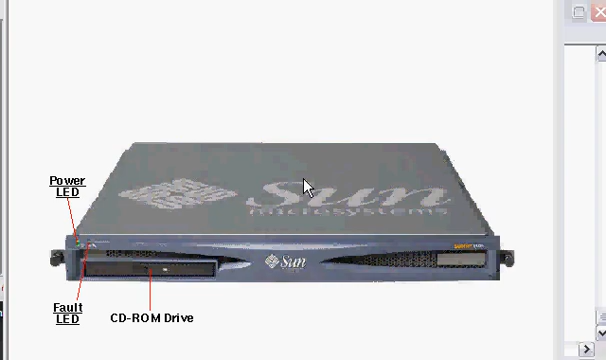 Power
LED
Sun
microsystems
Sun
Fault
LED
CD-ROM Drive